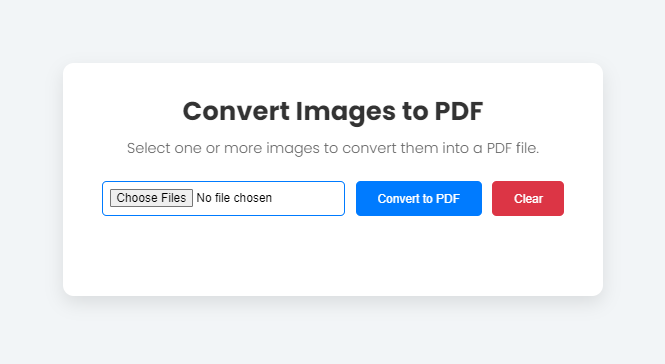 Convert Images to PDF
Select one or more images to convert them into a PDF file.
Choose Files No file chosen Convert to PDF Clear